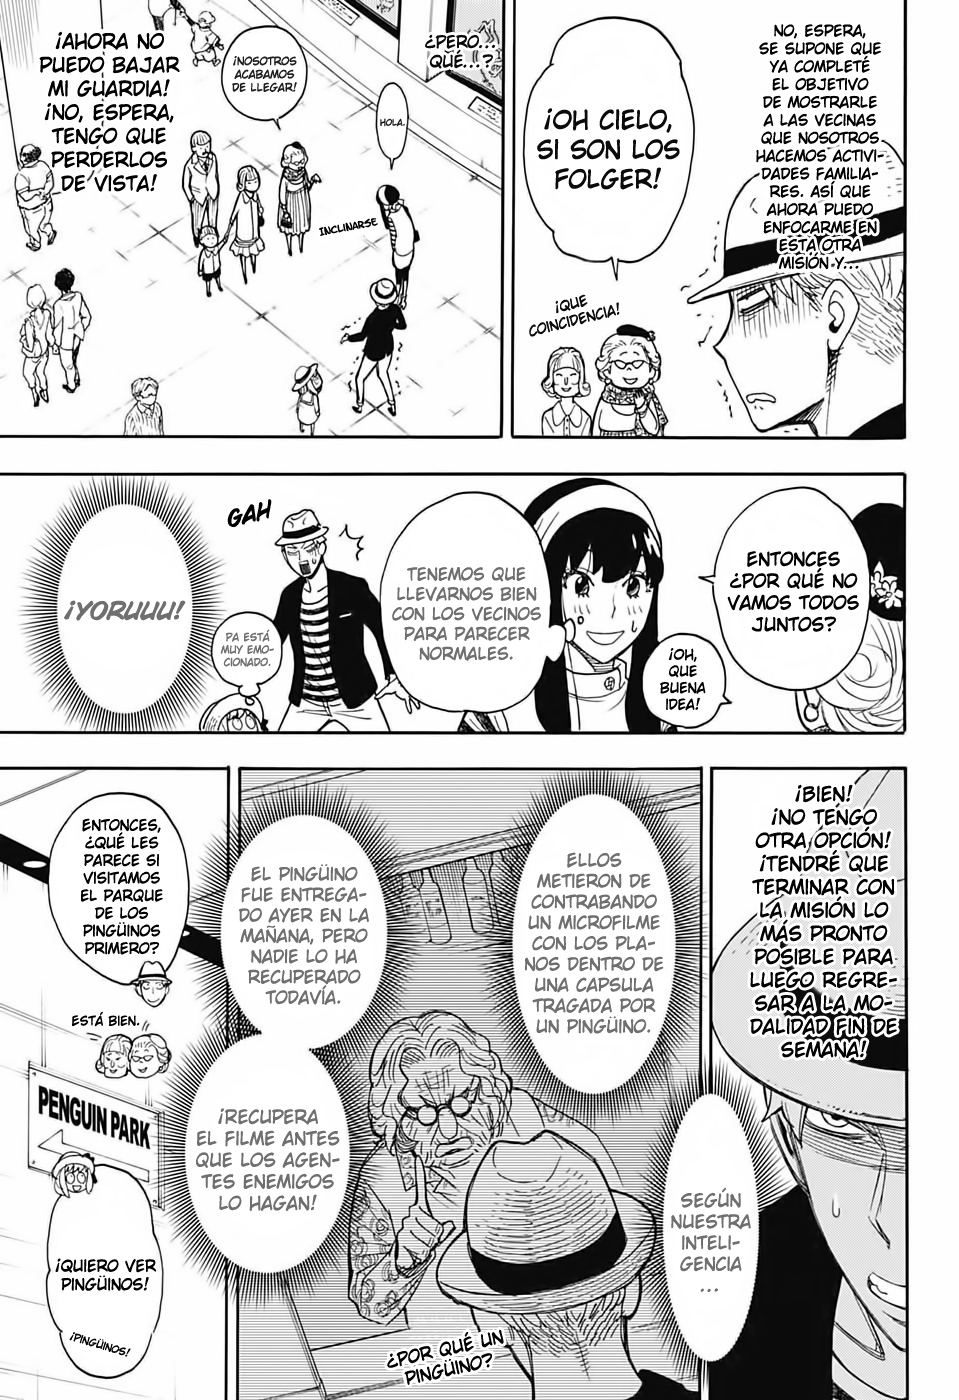 NO, ESPERA,
SE SUPONE QUE
YA COMPLETÉ
EL OBJETIVO
DE MOSTRARLE
A LAS VECINAS
QUE NOSOTROS
HACEMOS ACTIVI-
DADES FAMILIA-
RES. ASÍ QUE
AHORA PUEDO
ENFOCARME EN
ESTA OTRA
MISIÓN Y...
¡OH CIELO,
SI SON LOS
FOLGER!
¡QUE
COINCIDENCIA!
¿PERO...
QUÉ...?
HOLA.
INCLINARSE
¡NOSOTROS
ACABAMOS
DE LLEGAR!
¡AHORA NO
PUEDO BAJAR
MI GUARDIA!
¡NO, ESPERA,
TENGO QUE
PERDERLOS
DE VISTA!
ENTONCES
¿POR QUÉ NO
VAMOS TODOS
JUNTOS?
¡OH,
QUE
BUENA
IDEA!
TENEMOS QUE
LLEVARNOS BIEN
CON LOS VECINOS
PARA PARECER
NORMALES.
GAH
PA ESTÁ
MUY EMO-
CIONADO.
¡YORUUU!
¡BIEN!
¡NO TENGO
OTRA OPCIÓN!
¡TENDRÉ QUE
TERMINAR CON
LA MISIÓN LO
MÁS PRONTO
POSIBLE PARA
LUEGO REGRE-
SAR A LA MO-
DALIDAD FIN DE
SEMANA!
SEGÚN
NUESTRA
INTELI-
GENCIA
...
ELLOS
METIERON DE
CONTRABANDO
UN MICROFILME
CON LOS PLA-
NOS DENTRO DE
UNA CAPSULA
TRAGADA POR
UN PINGÜINO.
EL PINGÜINO
FUE ENTREGA-
DO AYER EN LA
MAÑANA, PERO
NADIE LO HA
RECUPERADO
TODAVÍA.
¡RECUPERA
EL FILME ANTES
QUE LOS AGEN-
TES ENEMIGOS
LO HAGAN!
¿POR QUÉ UN
PINGÜINO?
ENTONCES,
¿QUÉ LES
PARECE SI
VISITAMOS
EL PARQUE
DE LOS
PINGÜINOS
PRIMERO?
ESTÁ BIEN.
PENGUIN PARK
¡QUIERO VER
PINGÜINOS!
¡PINGÜINOS!